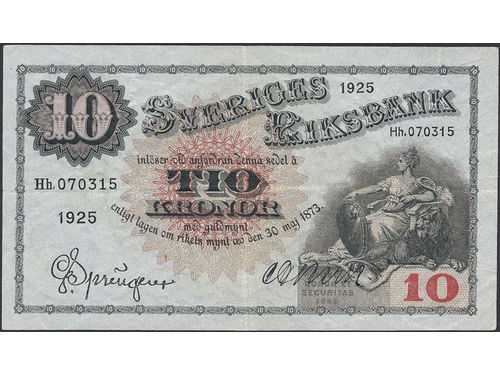 10
SVERIGES
1925
RIKSBANK
Hh.070315
inlöser vid anfordran denna sedel å
Hh.070315
TIO
KRONOR
1925
med guldmynt
enligt lagen om rikets mynt av den 30 maj 1873.
SECURITAS
10